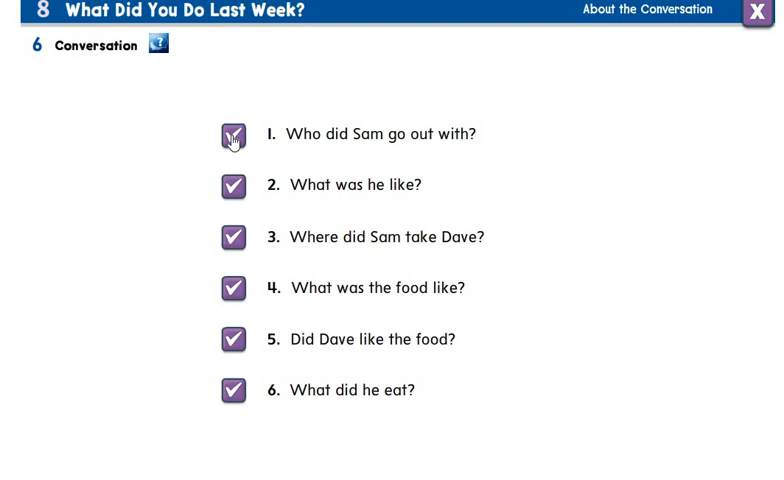 8 What Did You Do Last Week?
About the Conversation
X
6 Conversation ?
1. Who did Sam go out with?
2. What was he like?
3. Where did Sam take Dave?
4. What was the food like?
5. Did Dave like the food?
6. What did he eat?